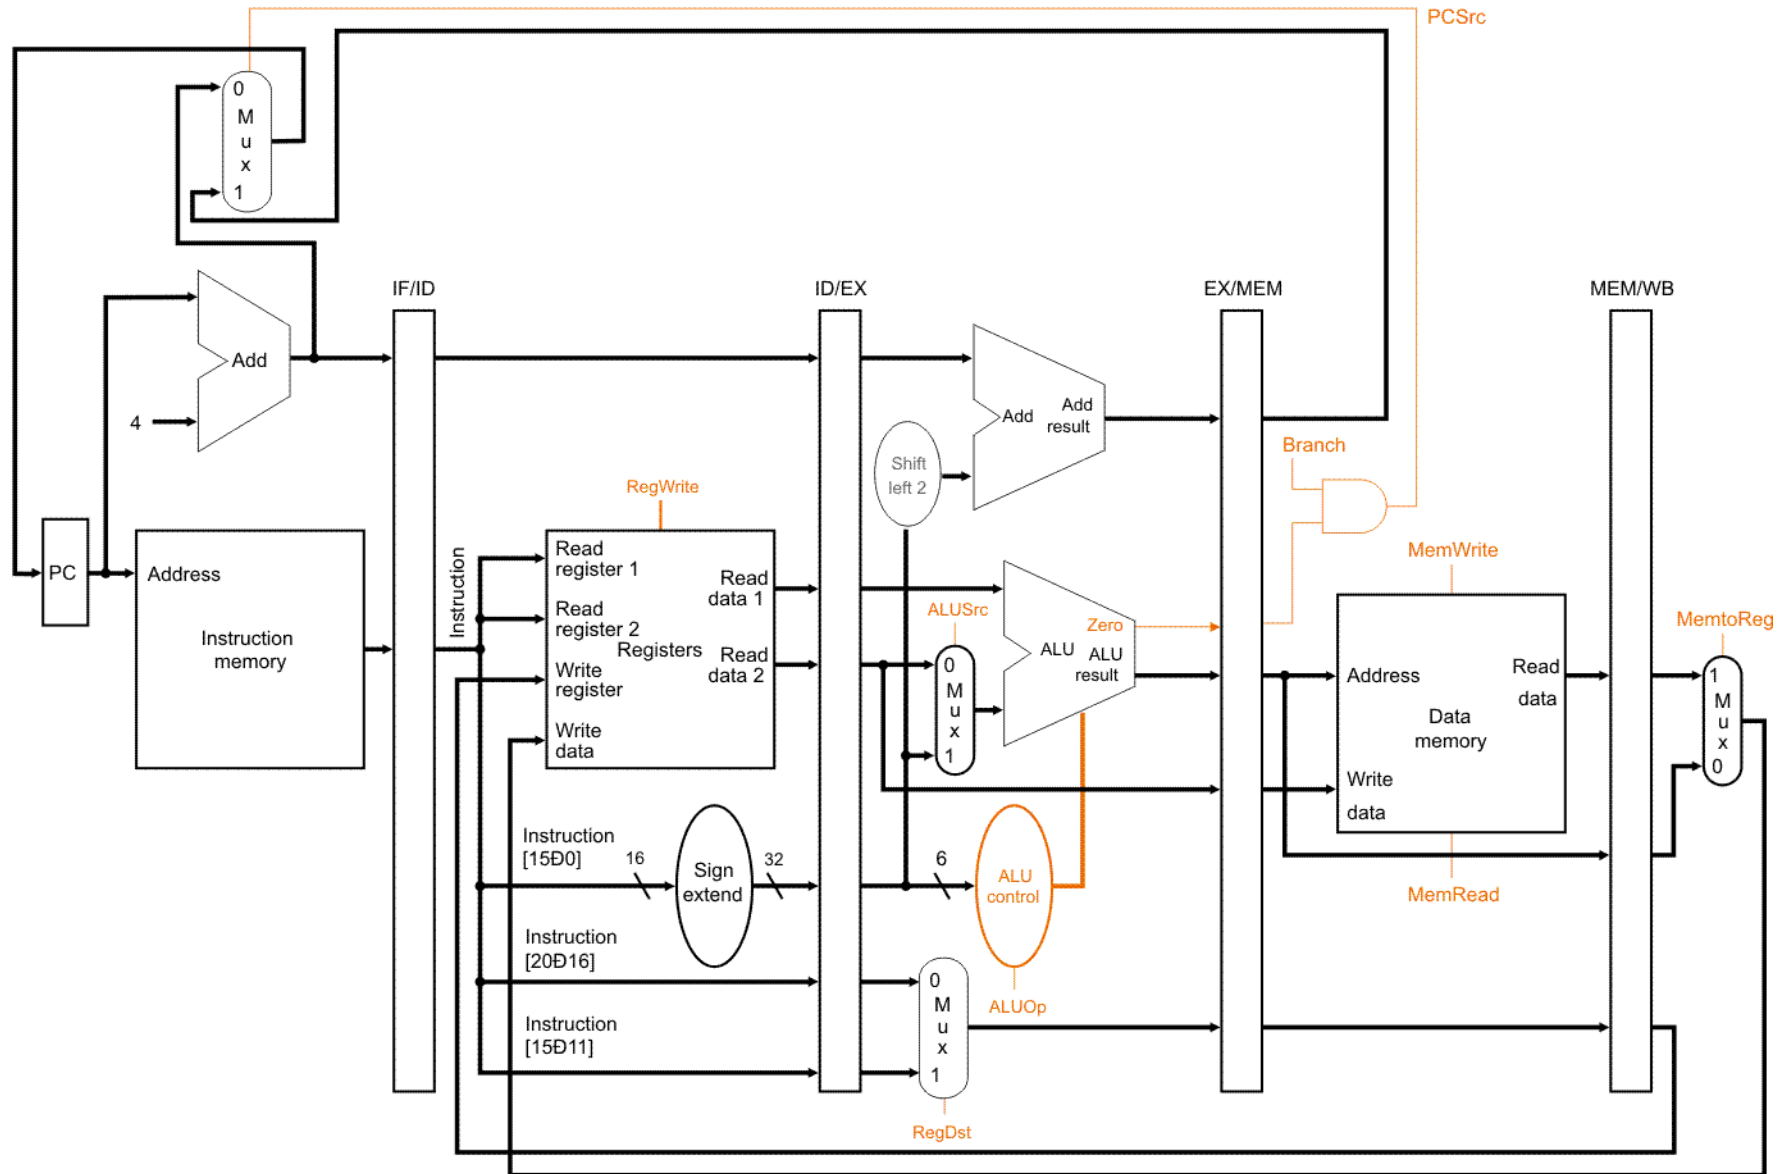 PCSrc
0
M
u
x
1
IF/ID
ID/EX
EX/MEM
MEM/WB
Add
4
Add
Add
result
Shift
left 2
Branch
RegWrite
PC
Address
Instruction
memory
Instruction
Read
register 1
Read
register 2
Write
register
Write
data
Registers
Read
data 1
Read
data 2
ALUSrc
0
M
u
x
1
Zero
ALU
ALU
result
MemWrite
Address
Read
data
Data
memory
Write
data
MemRead
MemtoReg
1
M
u
x
0
Instruction
[15Ð0]
16
Sign
extend
32
6
ALU
control
ALUOp
Instruction
[20Ð16]
Instruction
[15Ð11]
0
M
u
x
1
RegDst